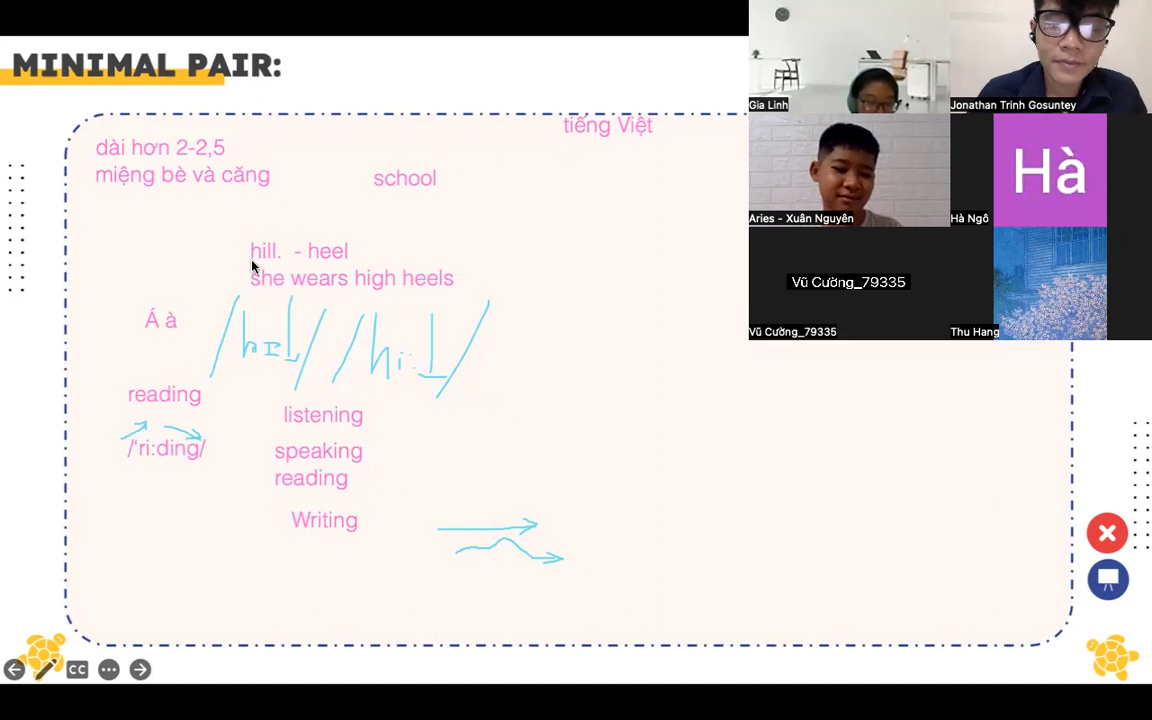 MINIMAL PAIR:
tiếng Việt
dài hơn 2-2,5
miệng bè và căng
school
hill. - heel
she wears high heels
Á à
/hɪl/ /hi:l/
reading
/'ri:ding/
listening
speaking
reading
Writing
Gia Linh
Jonathan Trinh Gosuntey
Hà
Aries - Xuân Nguyên
Hà Ngô
Vũ Cường_79335
Vũ Cường_79335
Thu Hang
CC